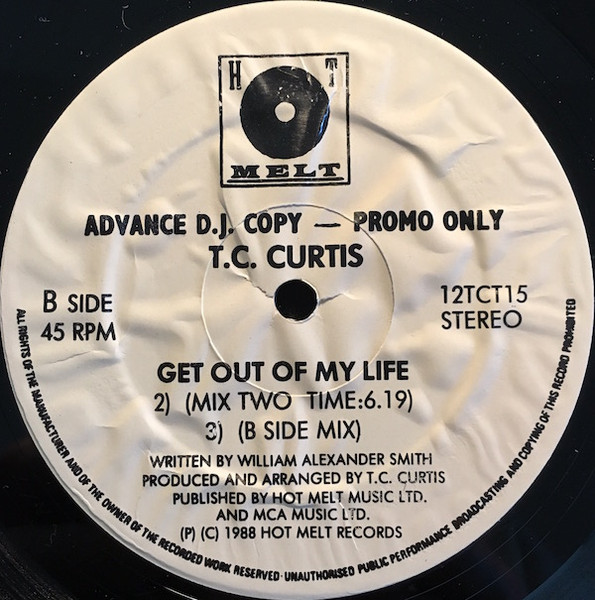 H T
MELT
ADVANCE D.J. COPY — PROMO ONLY
T.C. CURTIS
B SIDE
45 RPM
12TCT15
STEREO
GET OUT OF MY LIFE
2) (MIX TWO TIME:6.19)
3) (B SIDE MIX)
WRITTEN BY WILLIAM ALEXANDER SMITH
PRODUCED AND ARRANGED BY T.C. CURTIS
PUBLISHED BY HOT MELT MUSIC LTD.
AND MCA MUSIC LTD.
(P) (C) 1988 HOT MELT RECORDS
ALL RIGHTS OF THE MANUFACTURER AND OF THE OWNER OF THE RECORDED WORK RESERVED·UNAUTHORISED PUBLIC PERFORMANCE BROADCASTING AND COPYING OF THIS RECORD PROHIBITED